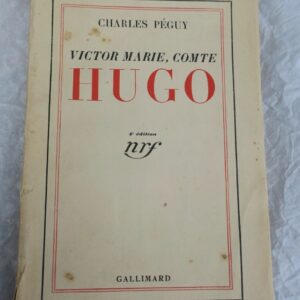 CHARLES PÉGUY
VICTOR MARIE, COMTE
HUGO
6e édition
nrf
GALLIMARD